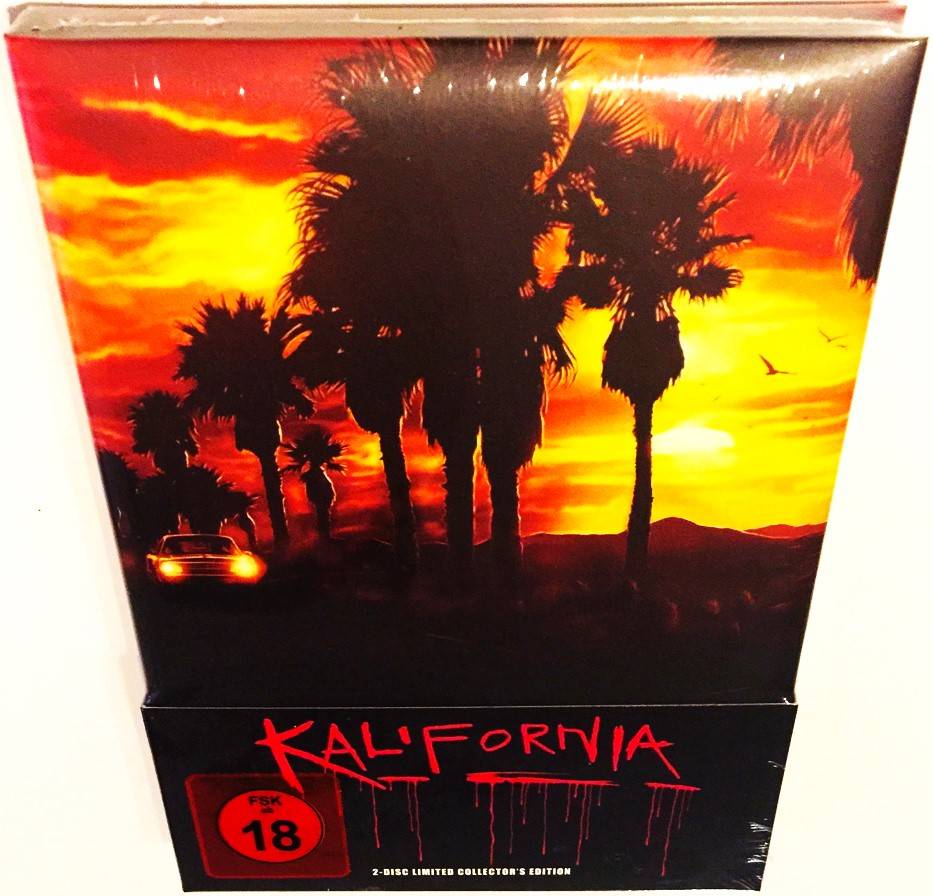 KALIFORNIA
FSK
ab
18
2-DISC LIMITED COLLECTOR'S EDITION